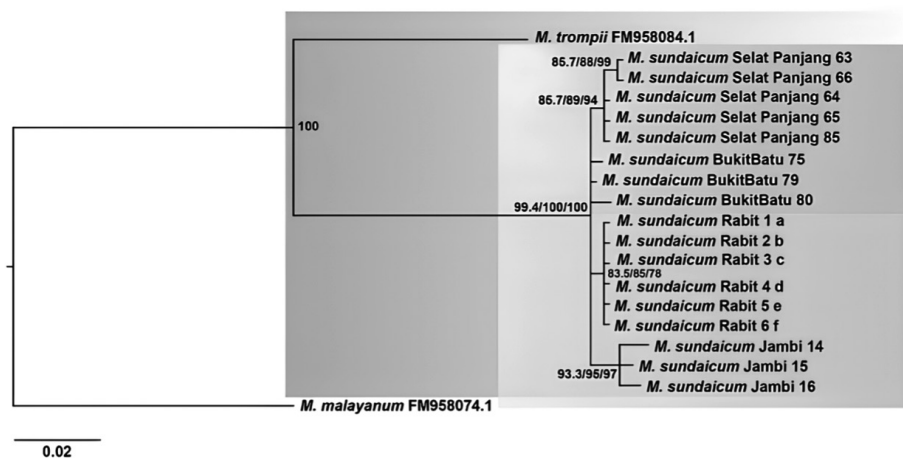 M. trompii FM958084.1
85.7/88/99
M. sundaicum Selat Panjang 63
M. sundaicum Selat Panjang 66
85.7/89/94
M. sundaicum Selat Panjang 64
M. sundaicum Selat Panjang 65
100
M. sundaicum Selat Panjang 85
M. sundaicum BukitBatu 75
M. sundaicum BukitBatu 79
99.4/100/100
M. sundaicum BukitBatu 80
M. sundaicum Rabit 1 a
M. sundaicum Rabit 2 b
M. sundaicum Rabit 3 c
83.5/85/78
M. sundaicum Rabit 4 d
M. sundaicum Rabit 5 e
M. sundaicum Rabit 6 f
M. sundaicum Jambi 14
M. sundaicum Jambi 15
93.3/95/97
M. sundaicum Jambi 16
M. malayanum FM958074.1
0.02